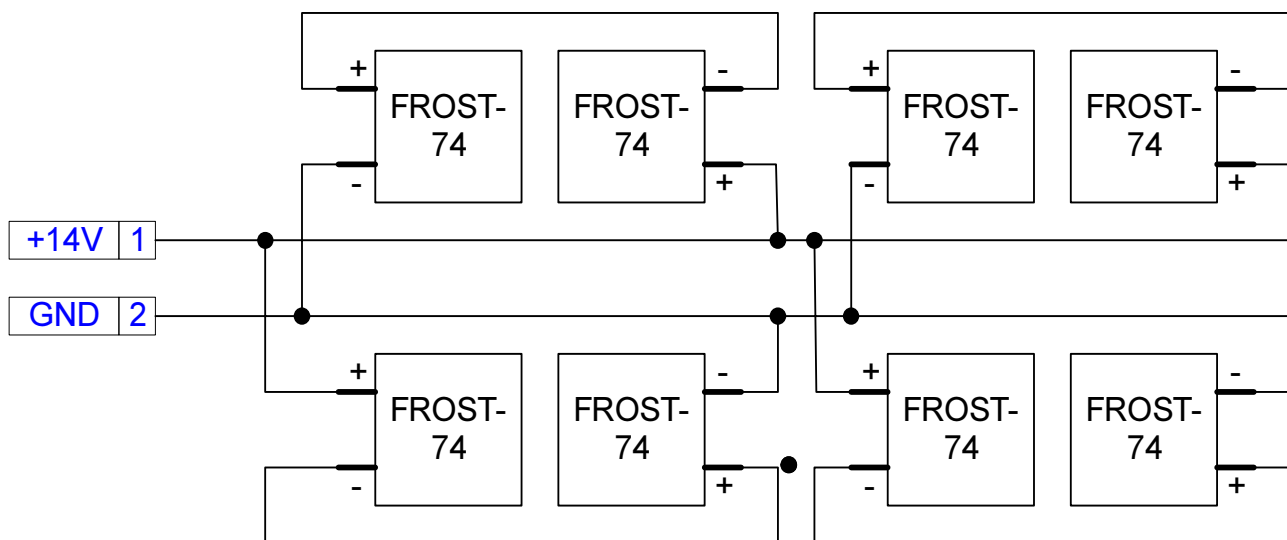 + - + -
FROST-
74
FROST-
74
FROST-
74
FROST-
74
- + - +
+14V 1
GND 2
+ - + -
FROST-
74
FROST-
74
FROST-
74
FROST-
74
- + - +